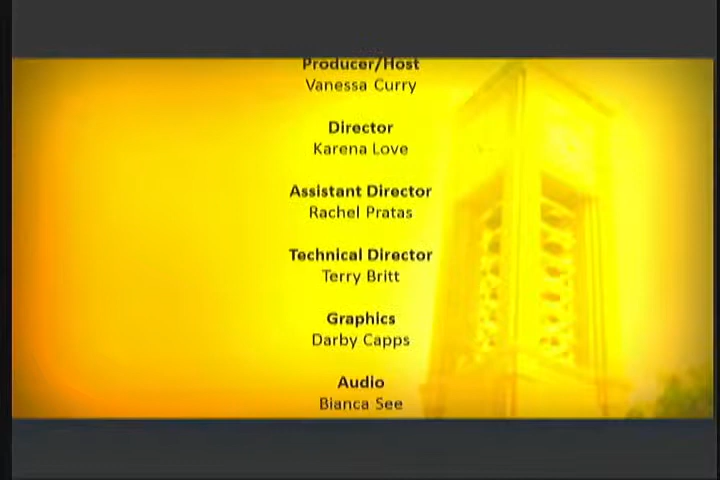 Producer/Host
Vanessa Curry
Director
Karena Love
Assistant Director
Rachel Pratas
Technical Director
Terry Britt
Graphics
Darby Capps
Audio
Bianca See